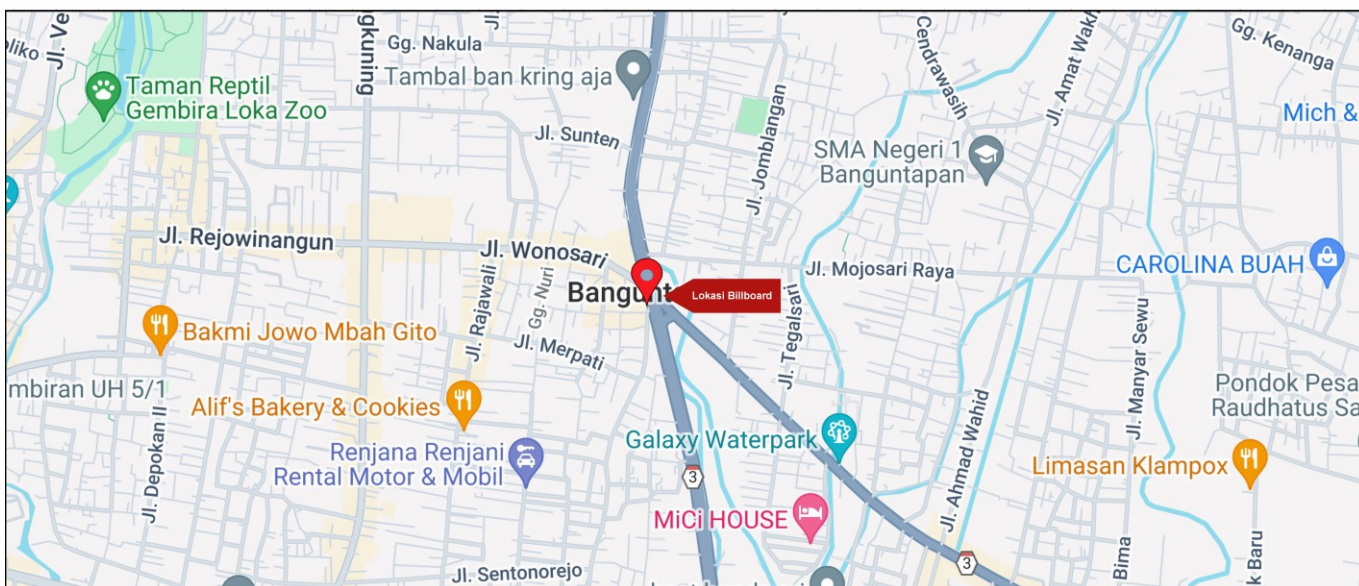 Gg. Nakula
Tambal ban kring aja
Jl. Sunten
Taman Reptil
Gembira Loka Zoo
Jl. Jomblangan
Cendrawasih
Jl. Amat
Gg. Kenanga
Mich &
SMA Negeri 1
Banguntapan
Jl. Rejowinangun
Jl. Wonosari
Jl. Mojosari Raya
CAROLINA BUAH
Lokasi Billboard
Jl. Rajawali
Gg. Nuri
Jl. Merpati
Jl. Tegalsari
Jl. Manyar Sewu
Bakmi Jowo Mbah Gito
mbiran UH 5/1
Alif's Bakery & Cookies
Jl. Depokan II
Renjana Renjani
Rental Motor & Mobil
Galaxy Waterpark
Jl. Ahmad Wahid
Pondok Pesa
Raudhatus Sa
Limasan Klampox
3
MiCi HOUSE
3
Bima
k Baru
Jl. Sentonorejo